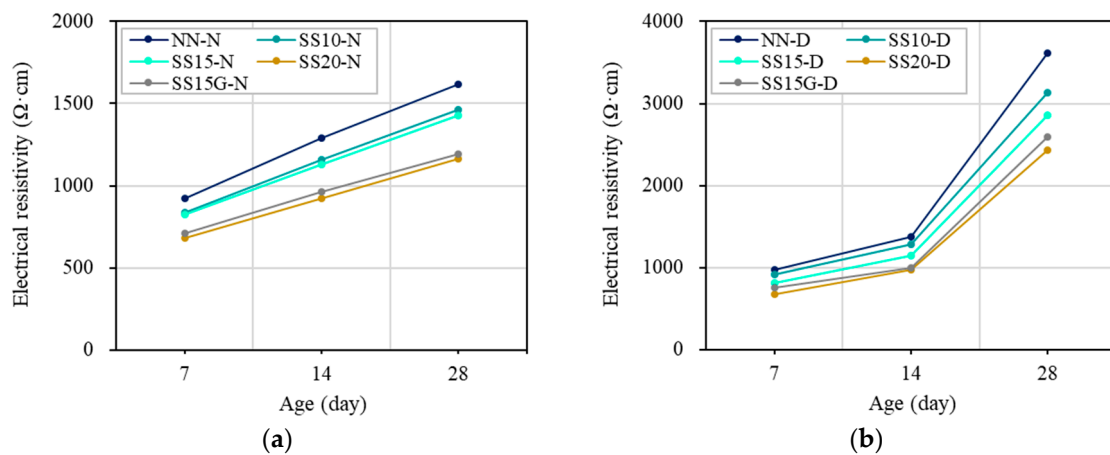 2000
1500
1000
500
0
Electrical resistivity (Ω·cm)
NN-N SS10-N
SS15-N SS20-N
SS15G-N
7 14 28
Age (day)
(a)
4000
3000
2000
1000
0
Electrical resistivity (Ω·cm)
NN-D SS10-D
SS15-D SS20-D
SS15G-D
7 14 28
Age (day)
(b)